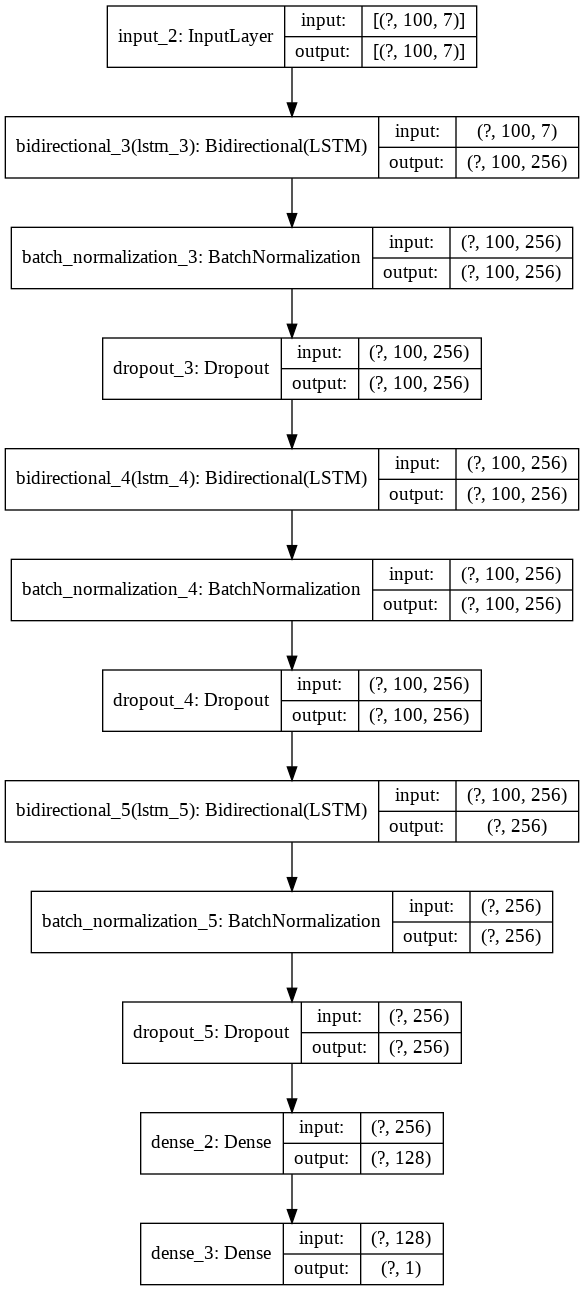 input_2: InputLayer input: [(?, 100, 7)]
output: [(?, 100, 7)]
bidirectional_3(lstm_3): Bidirectional(LSTM) input: (?, 100, 7)
output: (?, 100, 256)
batch_normalization_3: BatchNormalization input: (?, 100, 256)
output: (?, 100, 256)
dropout_3: Dropout input: (?, 100, 256)
output: (?, 100, 256)
bidirectional_4(lstm_4): Bidirectional(LSTM) input: (?, 100, 256)
output: (?, 100, 256)
batch_normalization_4: BatchNormalization input: (?, 100, 256)
output: (?, 100, 256)
dropout_4: Dropout input: (?, 100, 256)
output: (?, 100, 256)
bidirectional_5(lstm_5): Bidirectional(LSTM) input: (?, 100, 256)
output: (?, 256)
batch_normalization_5: BatchNormalization input: (?, 256)
output: (?, 256)
dropout_5: Dropout input: (?, 256)
output: (?, 256)
dense_2: Dense input: (?, 256)
output: (?, 128)
dense_3: Dense input: (?, 128)
output: (?, 1)